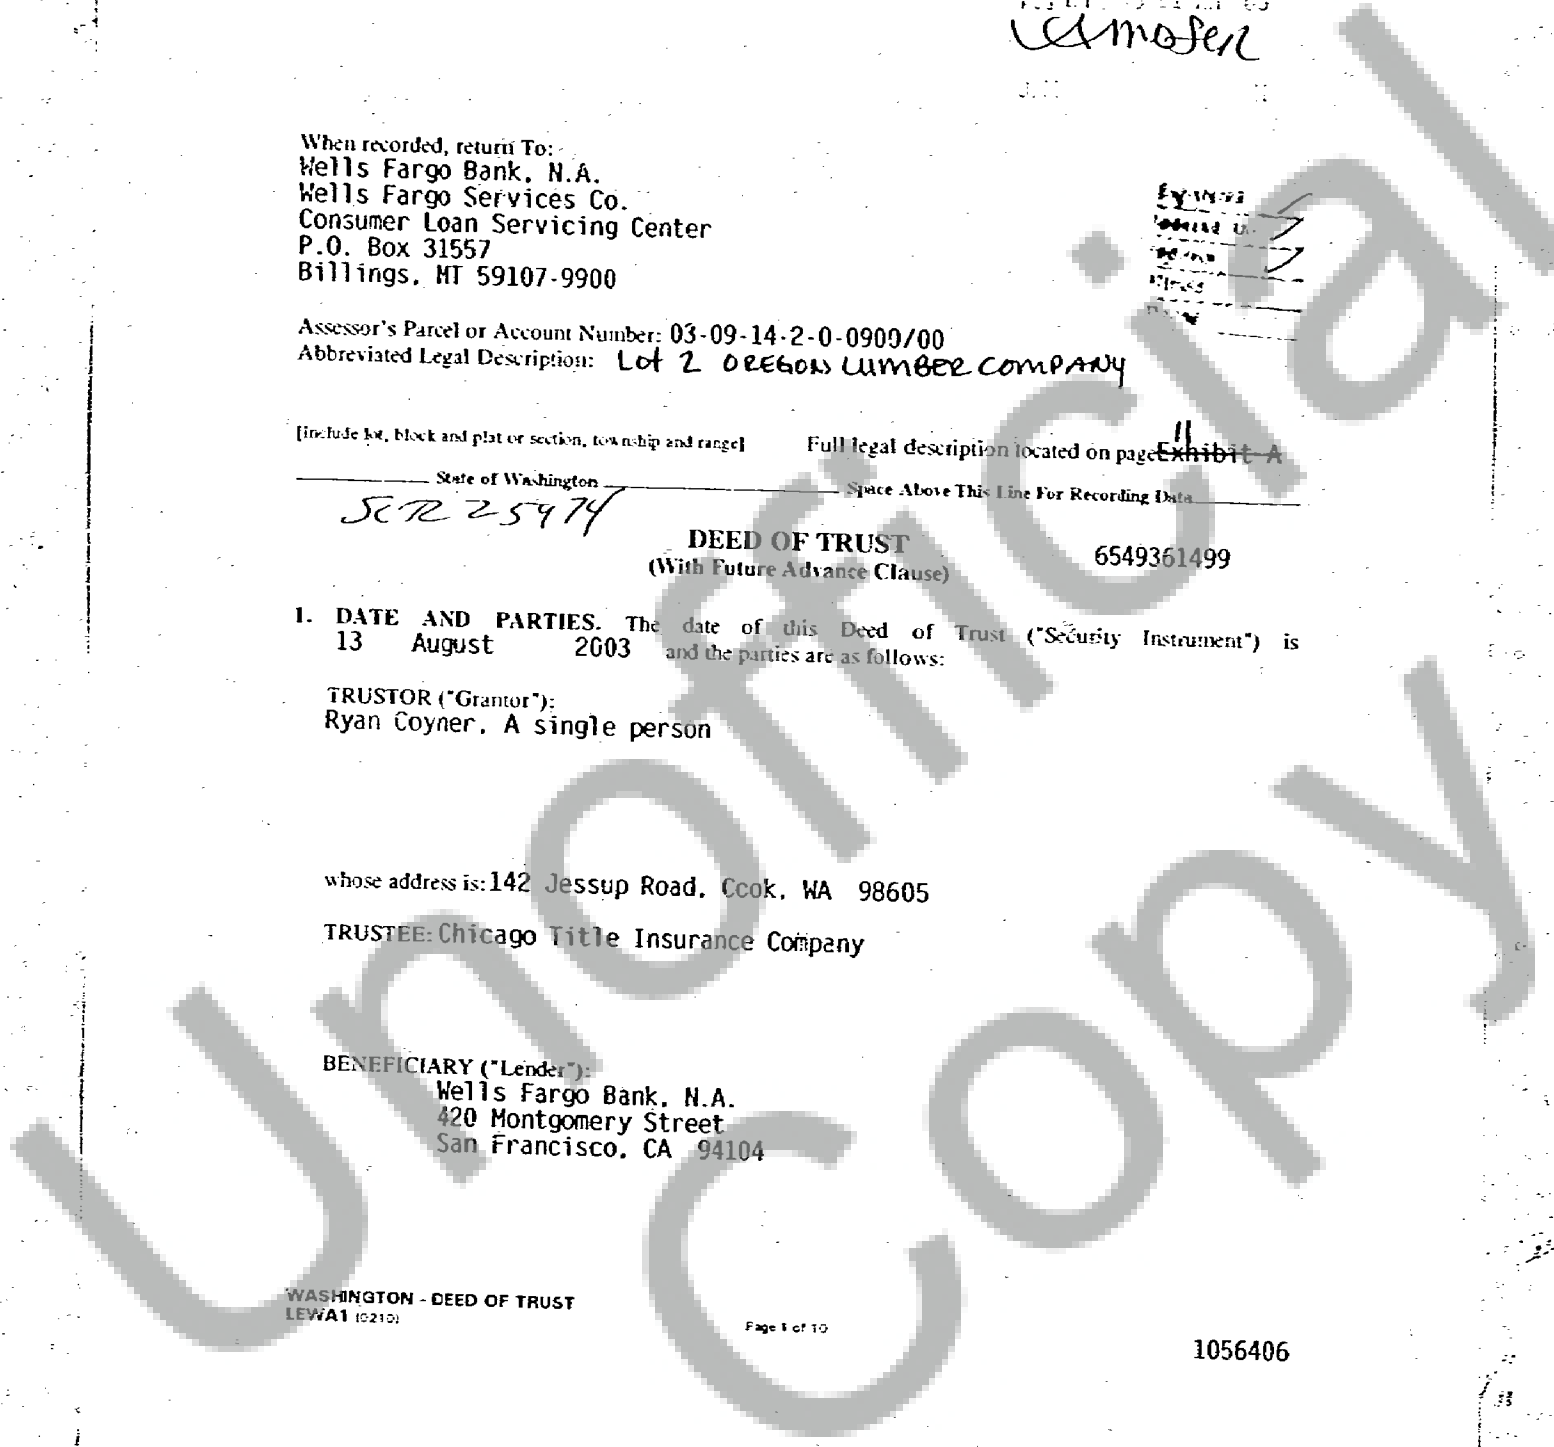 When recorded, return To:
Wells Fargo Bank, N.A.
Wells Fargo Services Co.
Consumer Loan Servicing Center
P.O. Box 31557
Billings, MT 59107-9900
Assessor's Parcel or Account Number: 03-09-14-2-0-0900/00
Abbreviated Legal Description: Lot 2 OREGON LUMBER COMPANY
[include lot, block and plat or section, township and range] Full legal description located on page 11 Exhibit A
State of Washington Space Above This Line For Recording Data
SCR 25974
DEED OF TRUST
(With Future Advance Clause)
6549361499
1. DATE AND PARTIES. The date of this Deed of Trust ("Security Instrument") is
13 August 2003 and the parties are as follows:
TRUSTOR ("Grantor"):
Ryan Coyner, A single person
whose address is: 142 Jessup Road, Cook, WA 98605
TRUSTEE: Chicago Title Insurance Company
BENEFICIARY ("Lender"):
Wells Fargo Bank, N.A.
420 Montgomery Street
San Francisco, CA 94104
WASHINGTON - DEED OF TRUST
LEWA1 (0210)
Page 1 of 10
1056406
Unofficial
Copy